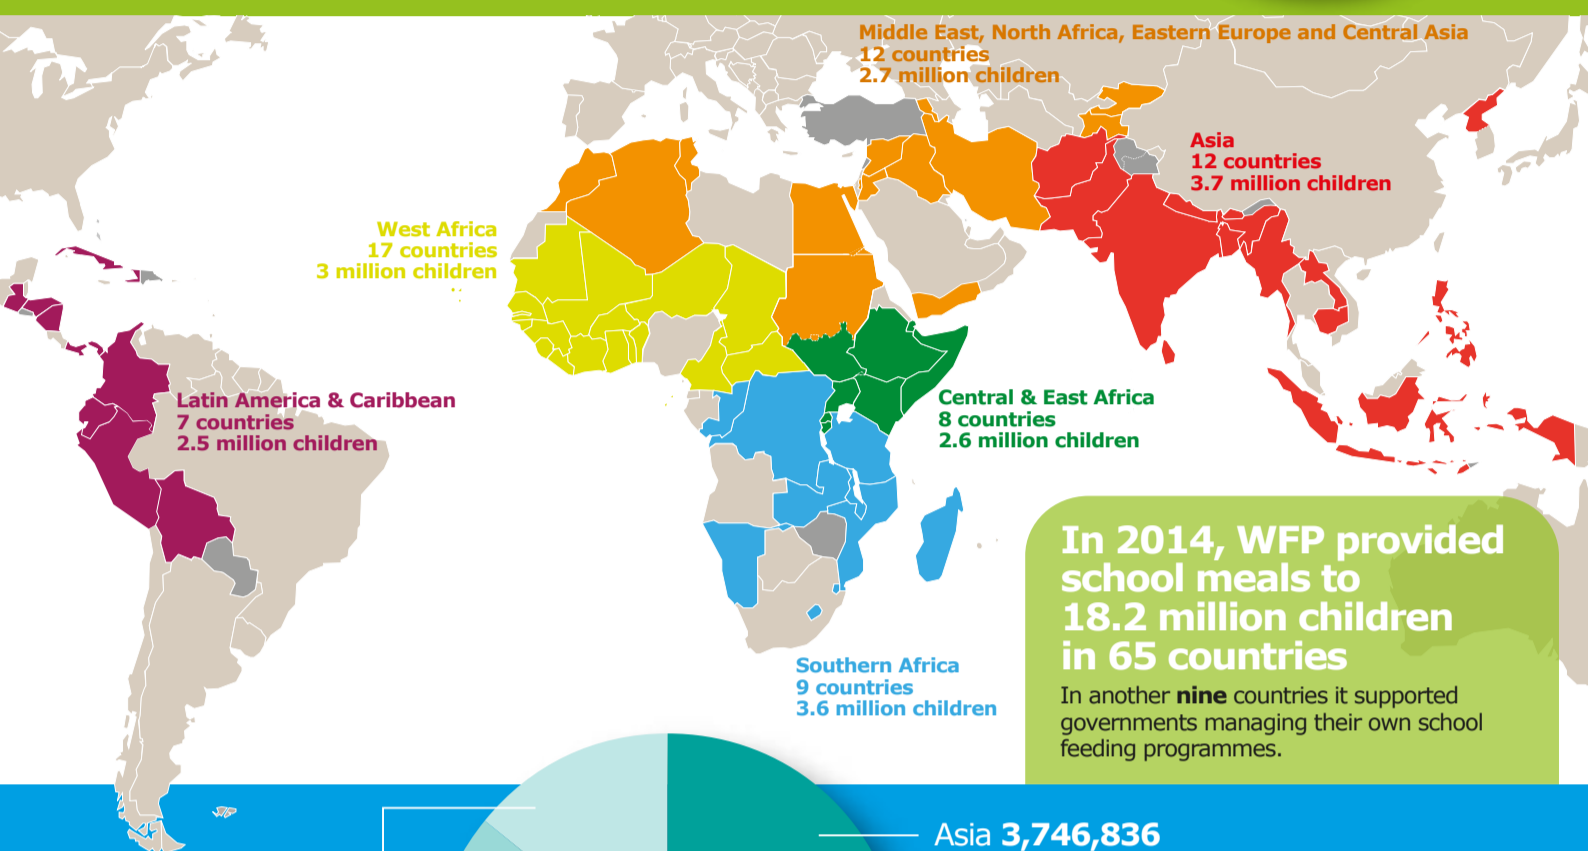 Middle East, North Africa, Eastern Europe and Central Asia
12 countries
2.7 million children
Asia
12 countries
3.7 million children
West Africa
17 countries
3 million children
Latin America & Caribbean
7 countries
2.5 million children
Central & East Africa
8 countries
2.6 million children
Southern Africa
9 countries
3.6 million children
In 2014, WFP provided
school meals to
18.2 million children
in 65 countries
In another nine countries it supported
governments managing their own school
feeding programmes.
Asia 3,746,836